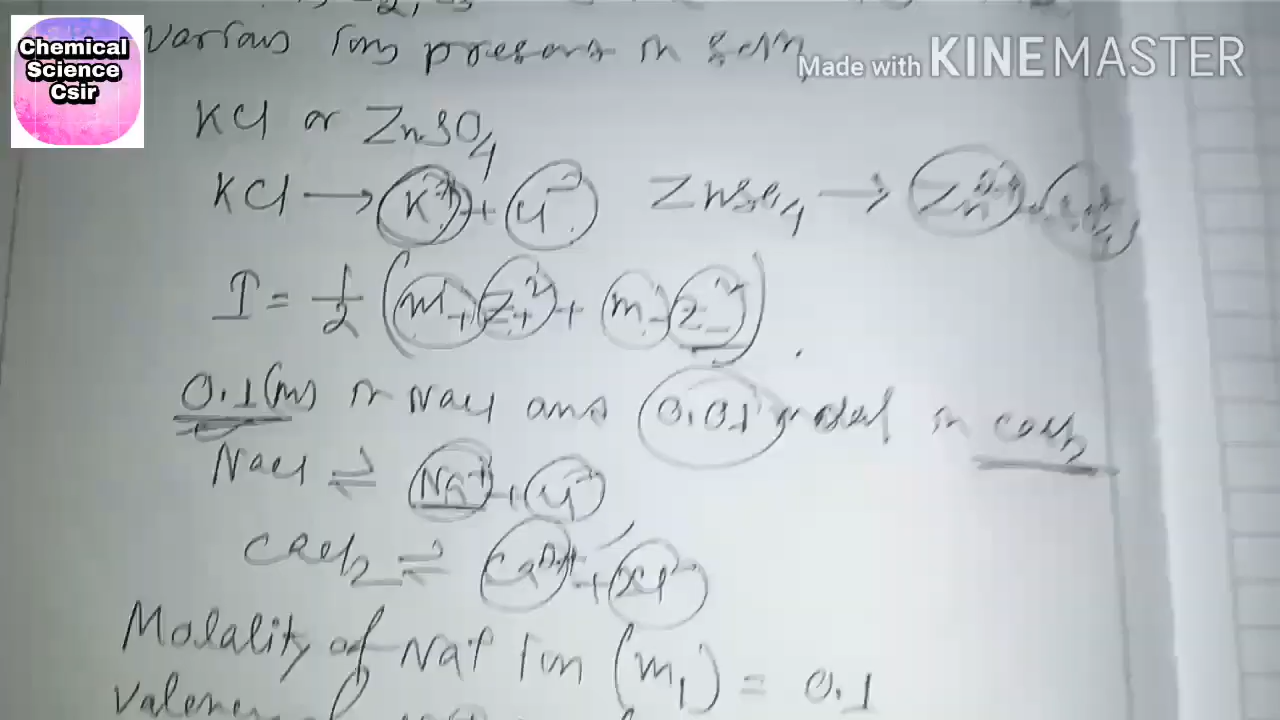 Chemical
Science
Csir
Made with KINEMASTER
Various ions present in soln
KCl or ZnSO4
KCl → K+ + Cl- ZnSO4 → Zn2+ +
I = 1/2 (m+ z+² + m- z-²)
0.1(m) in NaCl and 0.01 molal in CaCl2
NaCl ⇌ Na+ + Cl-
CaCl2 ⇌ Ca2+ + 2Cl-
Molality of Na+ Ion (m1) = 0.1